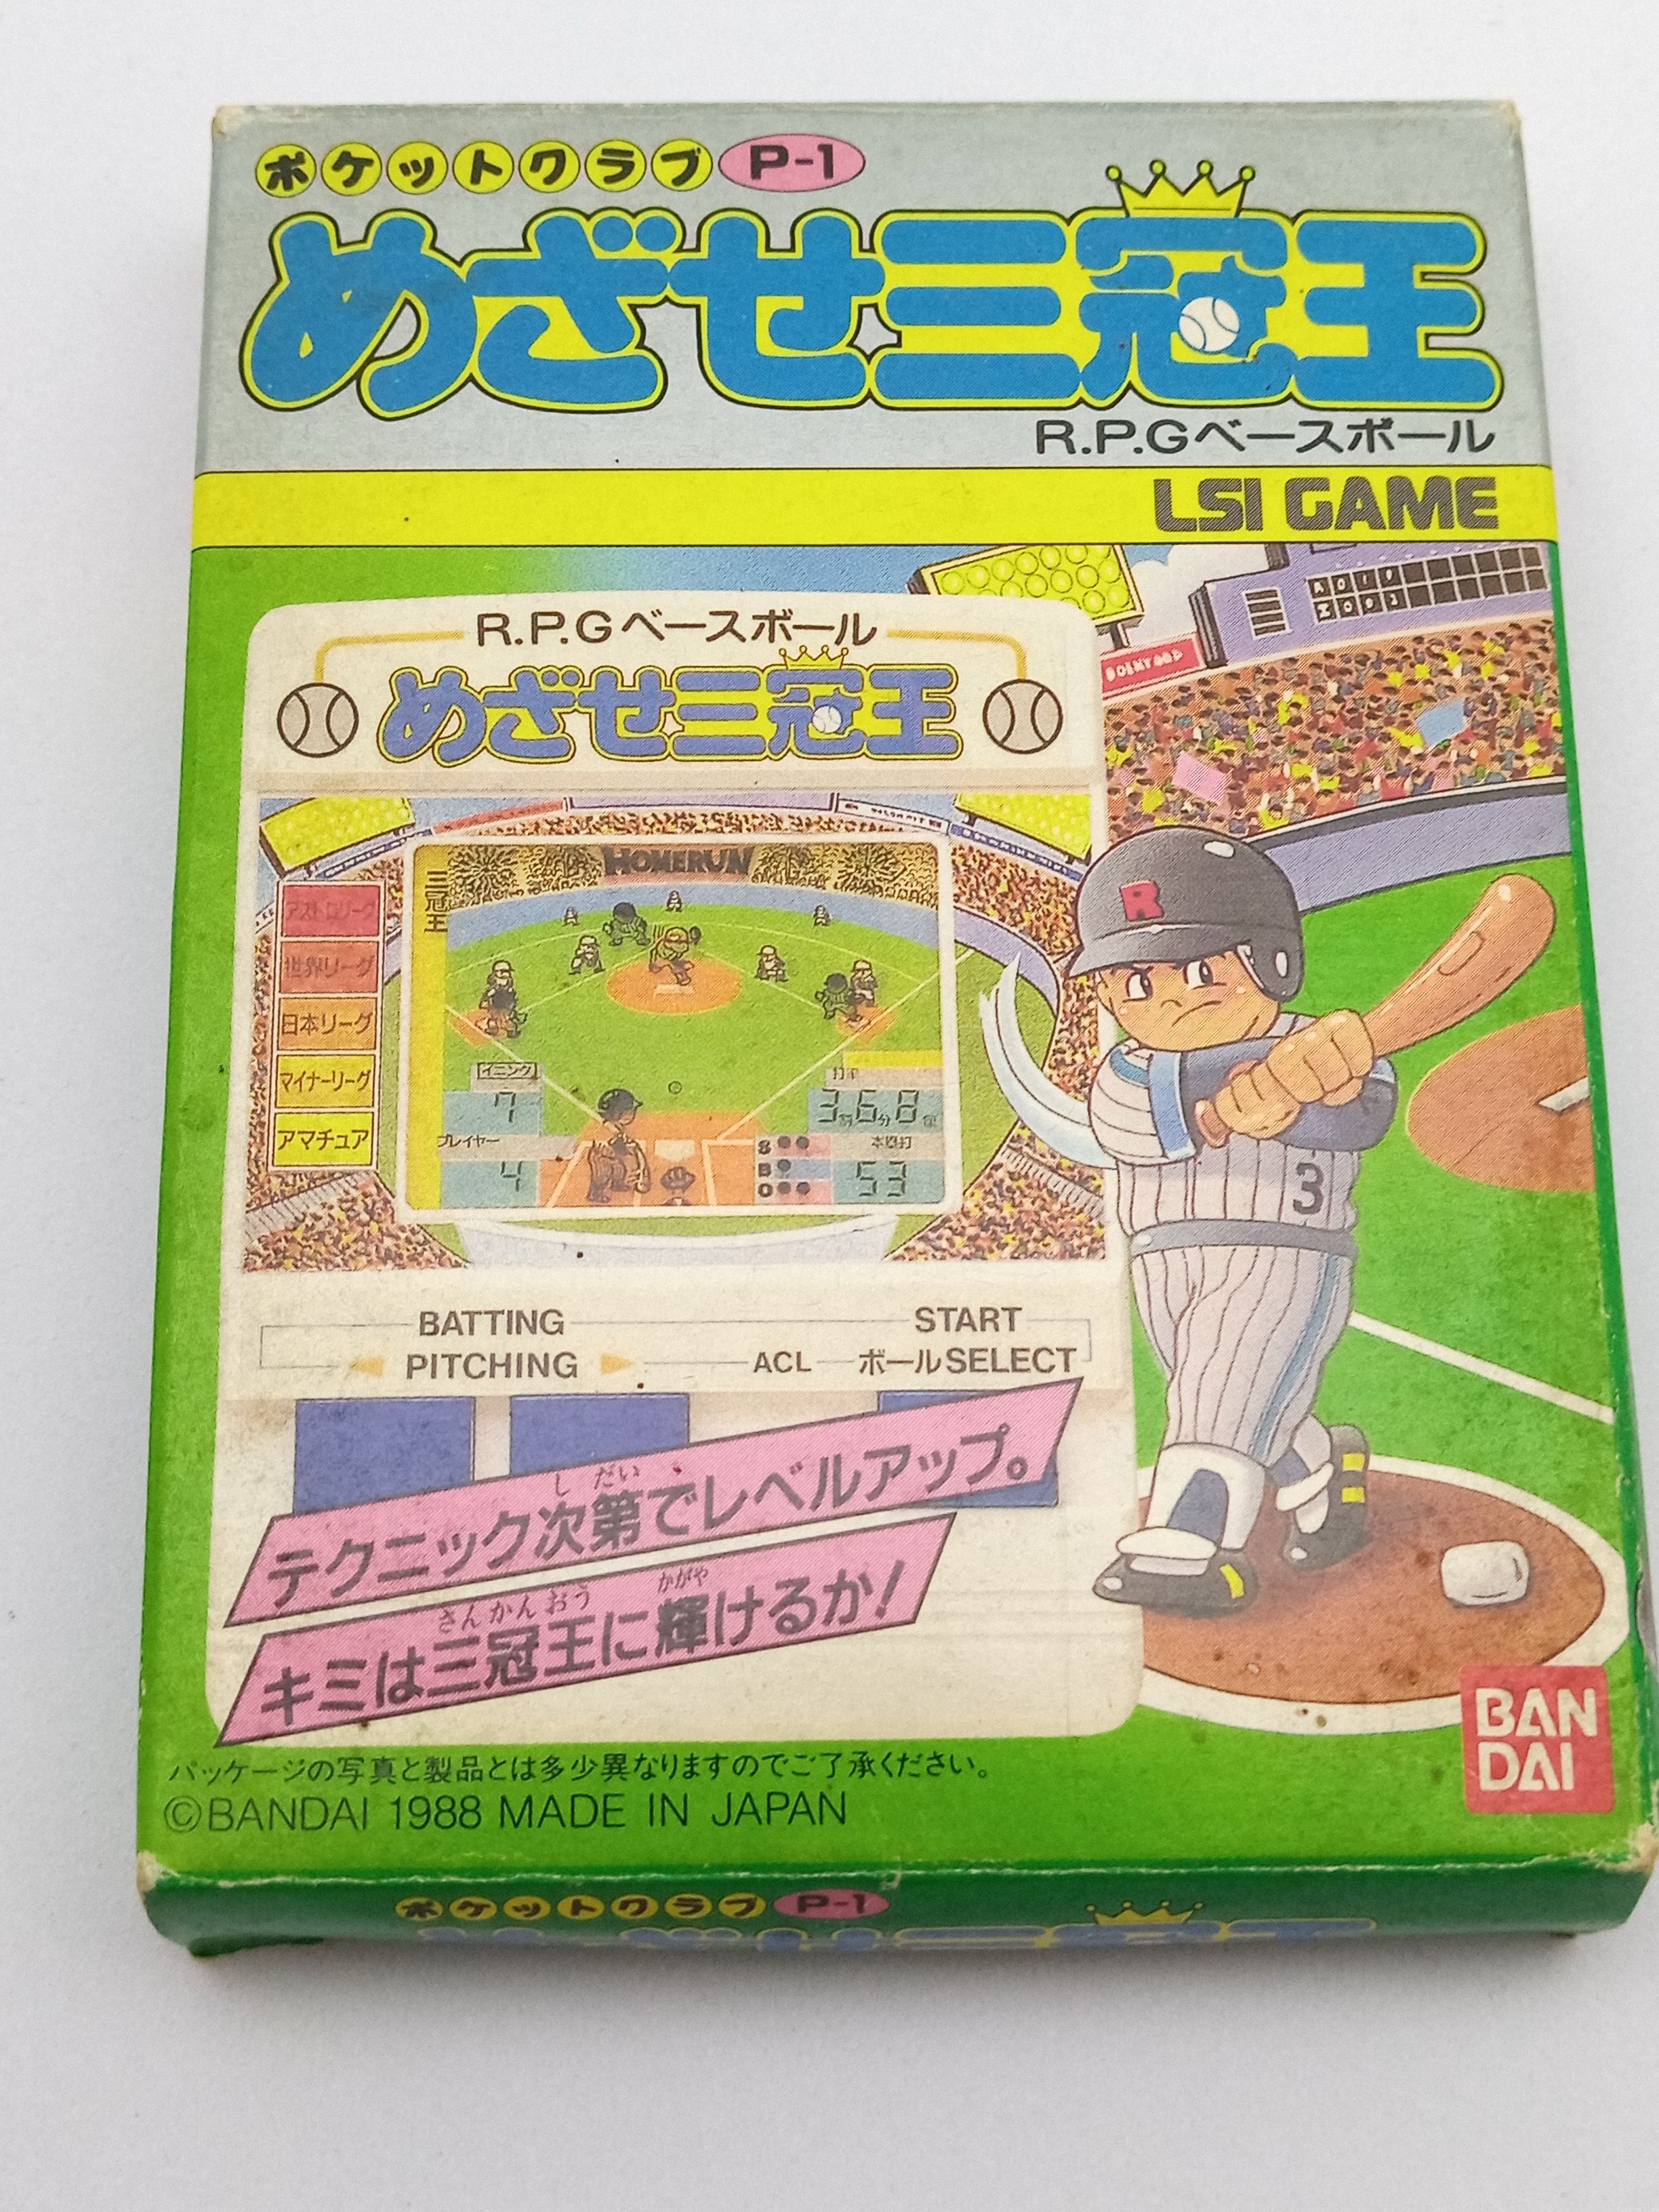 ポケットクラブ P-1
めざせ三冠王
R.P.Gベースボール
LSI GAME
R.P.Gベースボール
めざせ三冠王
HOMERUN
三冠王
アストロリーグ
世界リーグ
日本リーグ
マイナーリーグ
アマチュア
イニング
7
プレイヤー
4
3割6分8厘
S
B
O
本塁打
53
R
3
BATTING
START
PITCHING
ACL
ボールSELECT
しだい
テクニック次第でレベルアップ。
さんかんおう かがや
キミは三冠王に輝けるか!
BAN
DAI
パッケージの写真と製品とは多少異なりますのでご了承ください。
©BANDAI 1988 MADE IN JAPAN
ポケットクラブ P-1